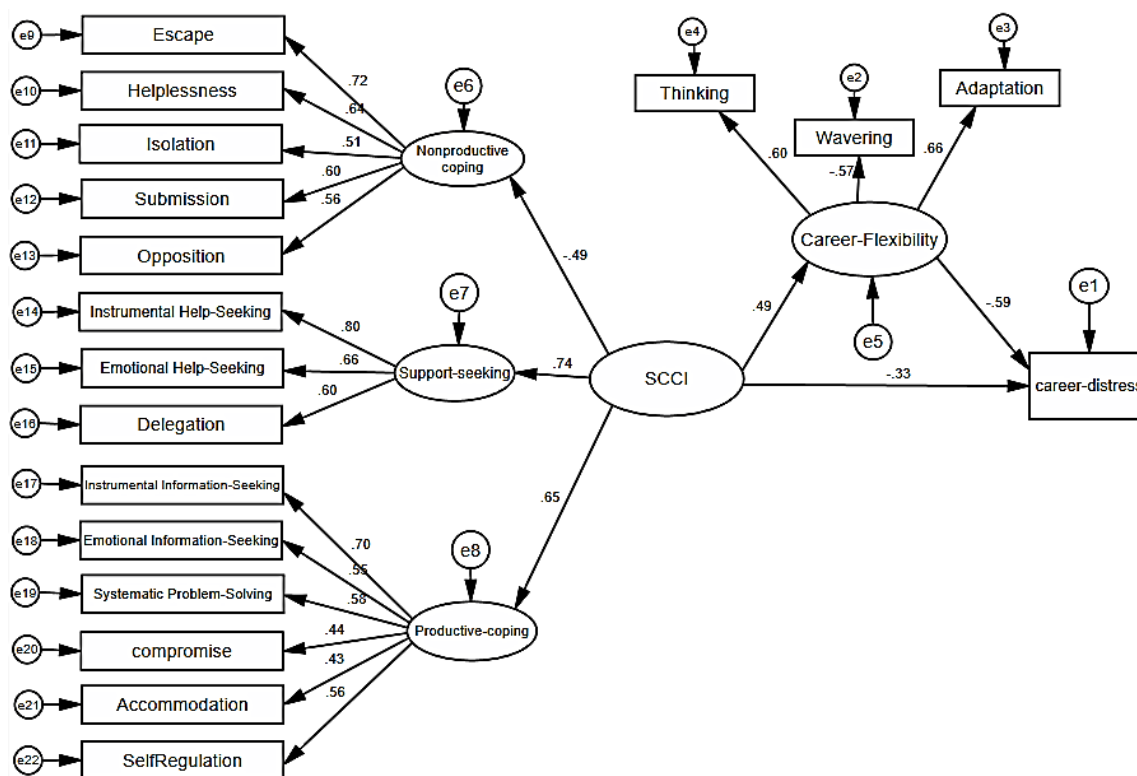 e9
Escape
e10
Helplessness
e11
Isolation
e12
Submission
e13
Opposition
e14
Instrumental Help-Seeking
e15
Emotional Help-Seeking
e16
Delegation
e17
Instrumental Information-Seeking
e18
Emotional Information-Seeking
e19
Systematic Problem-Solving
e20
compromise
e21
Accommodation
e22
SelfRegulation
.72
.64
.51
.60
.56
e6
Nonproductive
coping
-.49
.80
.66
.60
e7
Support-seeking
.74
.70
.55
.58
.44
.43
.56
e8
Productive-coping
.65
SCCI
e4
Thinking
e2
Wavering
e3
Adaptation
.60
-.57
.66
Career-Flexibility
.49
e5
-.59
e1
-.33
career-distress